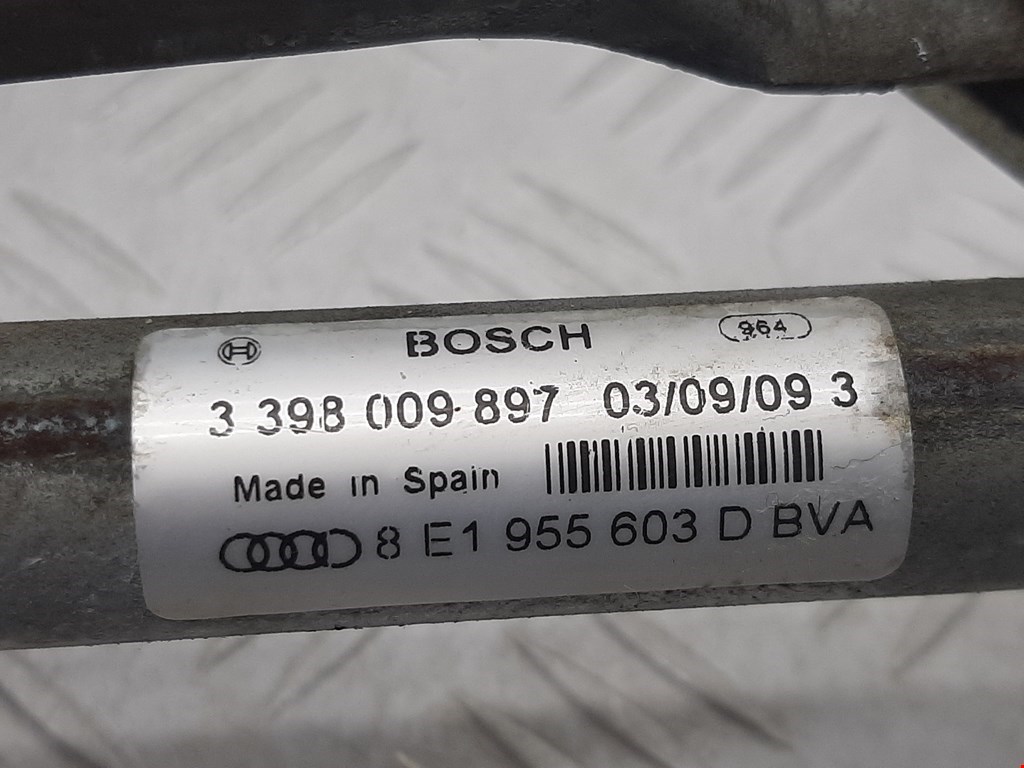 BOSCH 964
3 398 009 897 03/09/09 3
Made in Spain
8 E1 955 603 D BVA